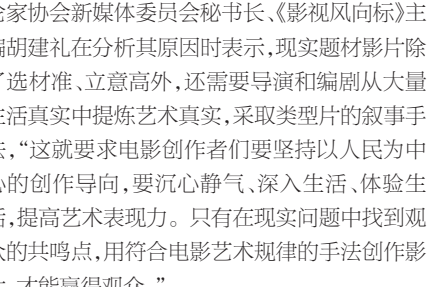 论家协会新媒体委员会秘书长、《影视风向标》主
编胡建礼在分析其原因时表示,现实题材影片除
了选材准、立意高外,还需要导演和编剧从大量
生活真实中提炼艺术真实,采取类型片的叙事手
法,“这就要求电影创作者们要坚持以人民为中
心的创作导向,要沉心静气、深入生活、体验生
活,提高艺术表现力。只有在现实问题中找到观
众的共鸣点,用符合电影艺术规律的手法创作影
片,才能赢得观众。”